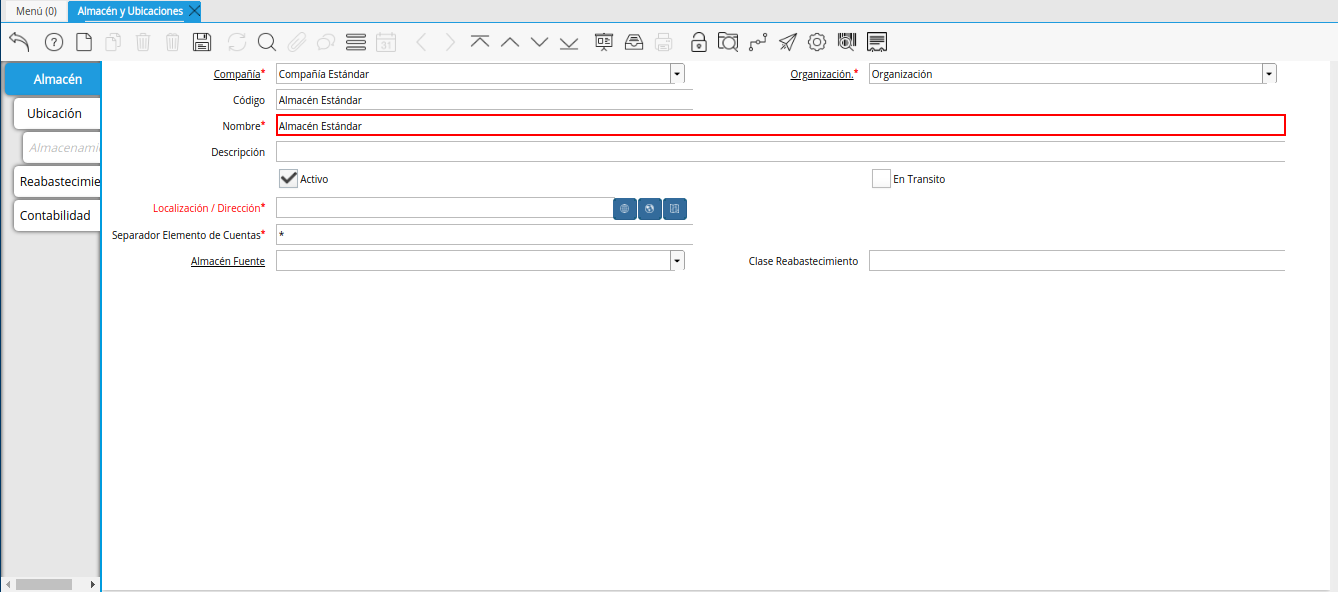 Menú (0) Almacén y Ubicaciones
31
Almacén
Ubicación
Almacenami
Reabastecimie
Contabilidad
Compañía* Compañía Estándar Organización.* Organización
Código Almacén Estándar
Nombre* Almacén Estándar
Descripción
Activo En Transito
Localización / Dirección*
Separador Elemento de Cuentas* *
Almacén Fuente Clase Reabastecimiento